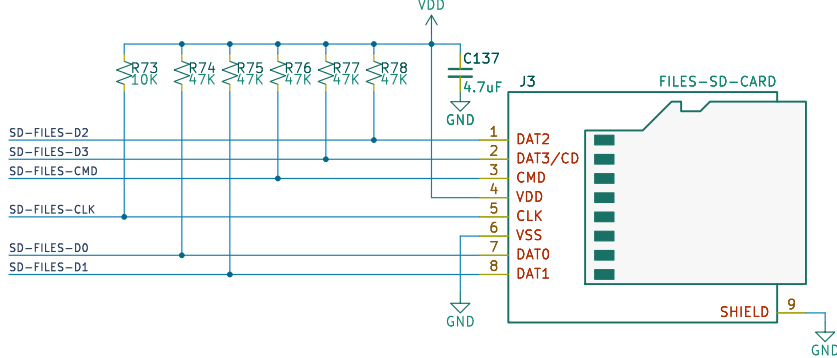 VDD
R73 10K
R74 47K
R75 47K
R76 47K
R77 47K
R78 47K
C137 4.7uF
GND
J3
FILES-SD-CARD
SD-FILES-D2 1 DAT2
SD-FILES-D3 2 DAT3/CD
SD-FILES-CMD 3 CMD
4 VDD
SD-FILES-CLK 5 CLK
6 VSS
SD-FILES-D0 7 DAT0
SD-FILES-D1 8 DAT1
GND
SHIELD 9
GND